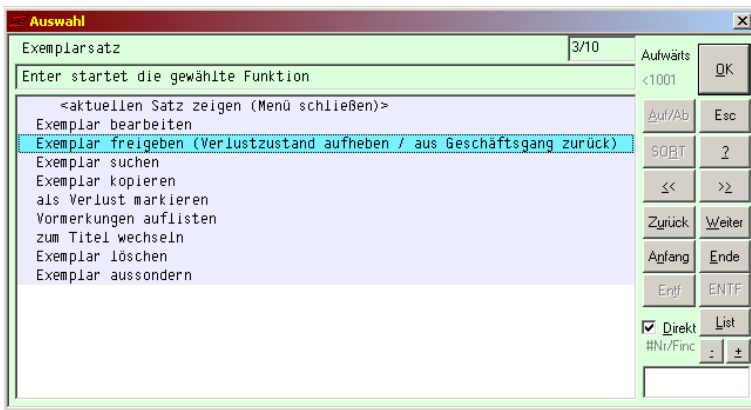 Auswahl
Exemplarsatz
3/10
Enter startet die gewählte Funktion
<aktuellen Satz zeigen (Menü schließen)>
Exemplar bearbeiten
Exemplar freigeben (Verlustzustand aufheben / aus Geschäftsgang zurück)
Exemplar suchen
Exemplar kopieren
als Verlust markieren
Vormerkungen auflisten
zum Titel wechseln
Exemplar löschen
Exemplar aussondern
Aufwärts
<1001
OK
Auf/Ab
Esc
SORT
?
<<
>>
Zurück
Weiter
Anfang
Ende
Entf
ENTF
Direkt
List
#Nr/Finc
-
+